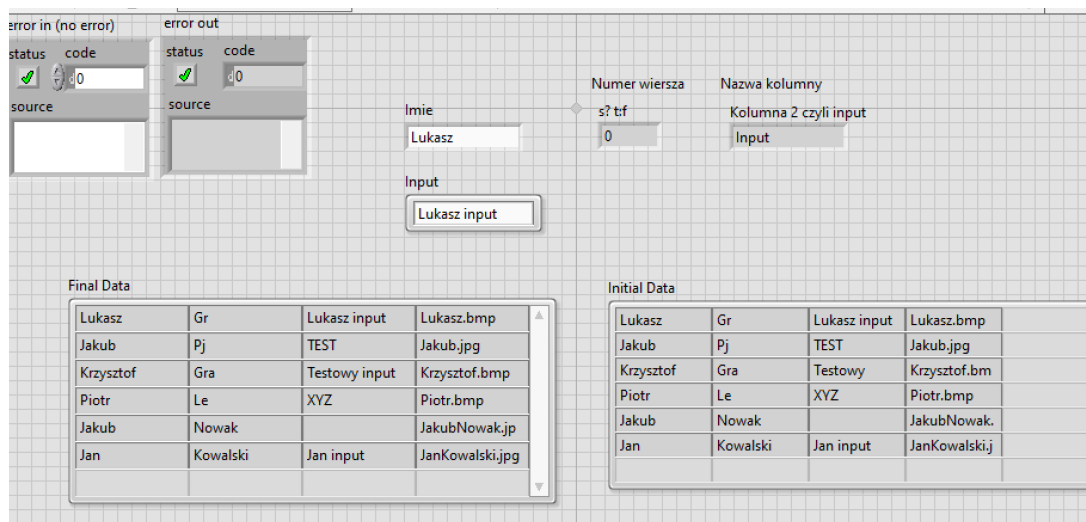 error in (no error)
status code
d 0
source
error out
status code
d 0
source
Imie
Lukasz
Input
Lukasz input
Numer wiersza
s? t:f
0
Nazwa kolumny
Kolumna 2 czyli input
Input
Final Data
Lukasz Gr Lukasz input Lukasz.bmp
Jakub Pj TEST Jakub.jpg
Krzysztof Gra Testowy input Krzysztof.bmp
Piotr Le XYZ Piotr.bmp
Jakub Nowak JakubNowak.jp
Jan Kowalski Jan input JanKowalski.jpg
Initial Data
Lukasz Gr Lukasz input Lukasz.bmp
Jakub Pj TEST Jakub.jpg
Krzysztof Gra Testowy Krzysztof.bm
Piotr Le XYZ Piotr.bmp
Jakub Nowak JakubNowak.
Jan Kowalski Jan input JanKowalski.j